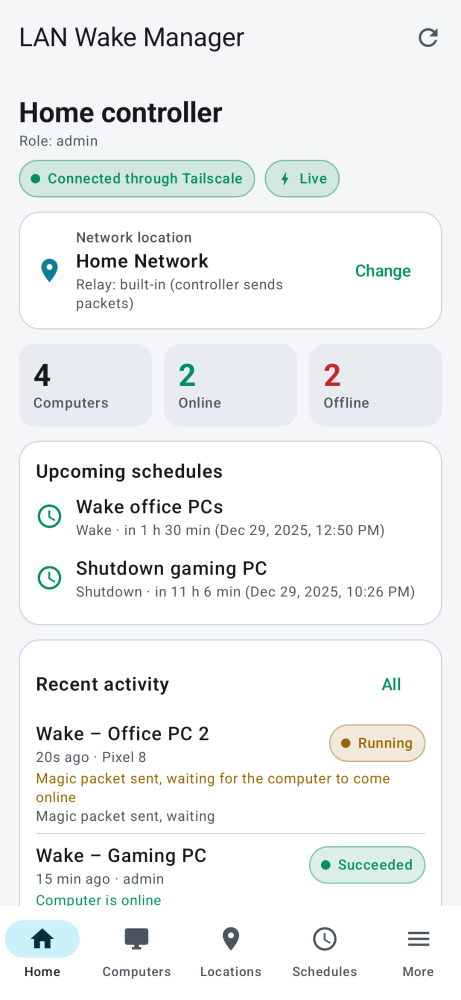 LAN Wake Manager
Home controller
Role: admin
Connected through Tailscale
Live
Network location
Home Network
Relay: built-in (controller sends
packets)
Change
4
Computers
2
Online
2
Offline
Upcoming schedules
Wake office PCs
Wake · in 1 h 30 min (Dec 29, 2025, 12:50 PM)
Shutdown gaming PC
Shutdown · in 11 h 6 min (Dec 29, 2025, 10:26 PM)
Recent activity
All
Wake – Office PC 2
20s ago · Pixel 8
Running
Magic packet sent, waiting for the computer to come
online
Magic packet sent, waiting
Wake – Gaming PC
15 min ago · admin
Succeeded
Computer is online
Home
Computers
Locations
Schedules
More